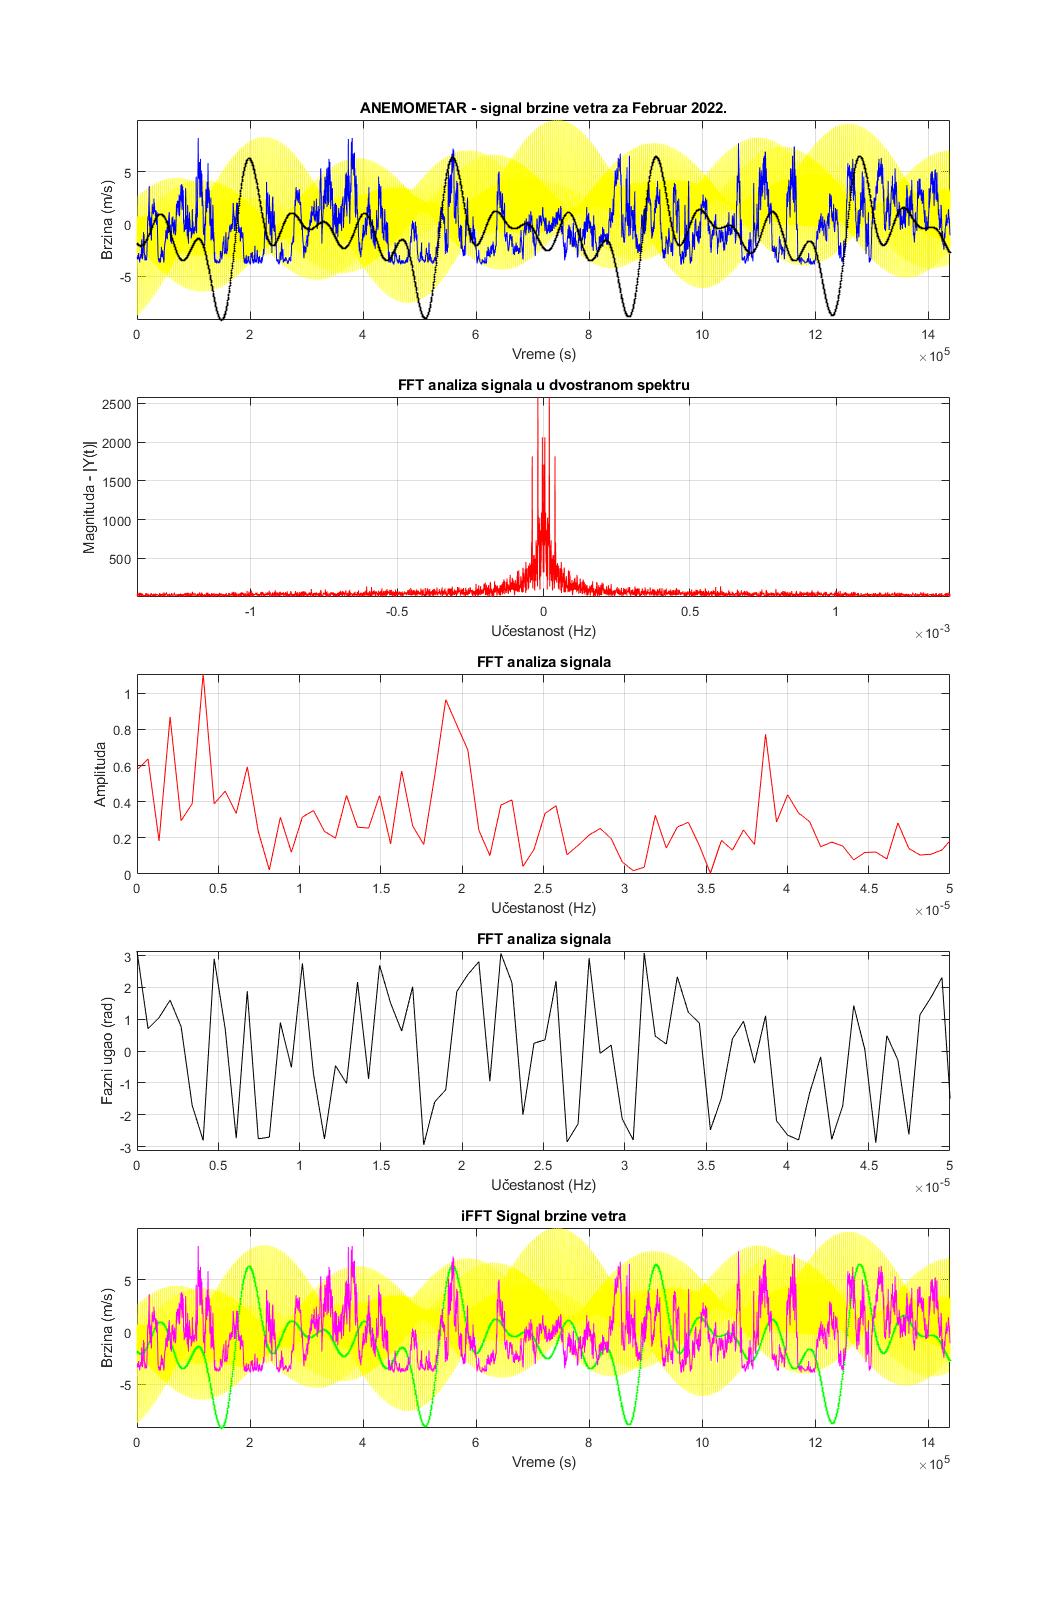 ANEMOMETAR - signal brzine vetra za Februar 2022.
Brzina (m/s)
5
0
-5
0 2 4 6 8 10 12 14
Vreme (s)
×10^5
FFT analiza signala u dvostranom spektru
Magnituda - |Y(t)|
2500
2000
1500
1000
500
-1 -0.5 0 0.5 1
Učestanost (Hz)
×10^-3
FFT analiza signala
Amplituda
1
0.8
0.6
0.4
0.2
0
0 0.5 1 1.5 2 2.5 3 3.5 4 4.5 5
Učestanost (Hz)
×10^-5
FFT analiza signala
Fazni ugao (rad)
3
2
1
0
-1
-2
-3
0 0.5 1 1.5 2 2.5 3 3.5 4 4.5 5
Učestanost (Hz)
×10^-5
iFFT Signal brzine vetra
Brzina (m/s)
5
0
-5
0 2 4 6 8 10 12 14
Vreme (s)
×10^5